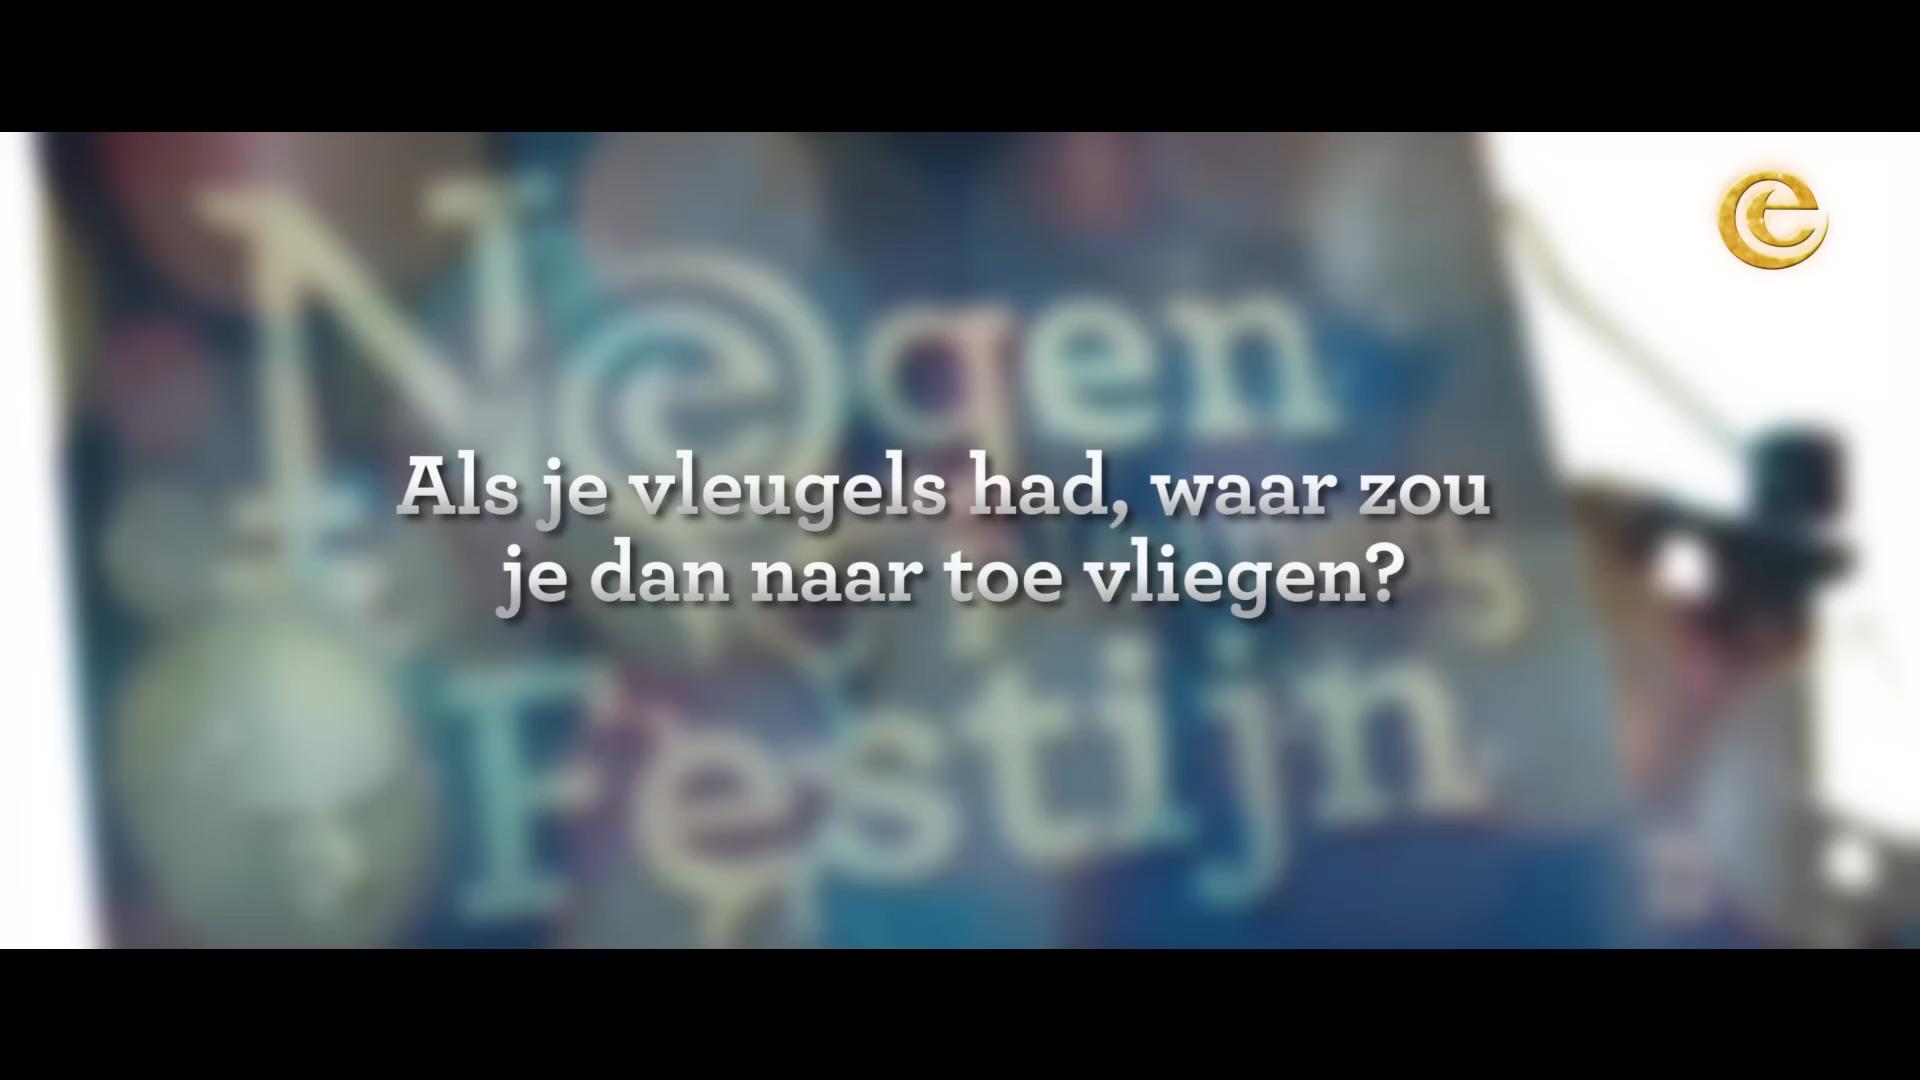 Als je vleugels had, waar zou
je dan naar toe vliegen?
Festijn